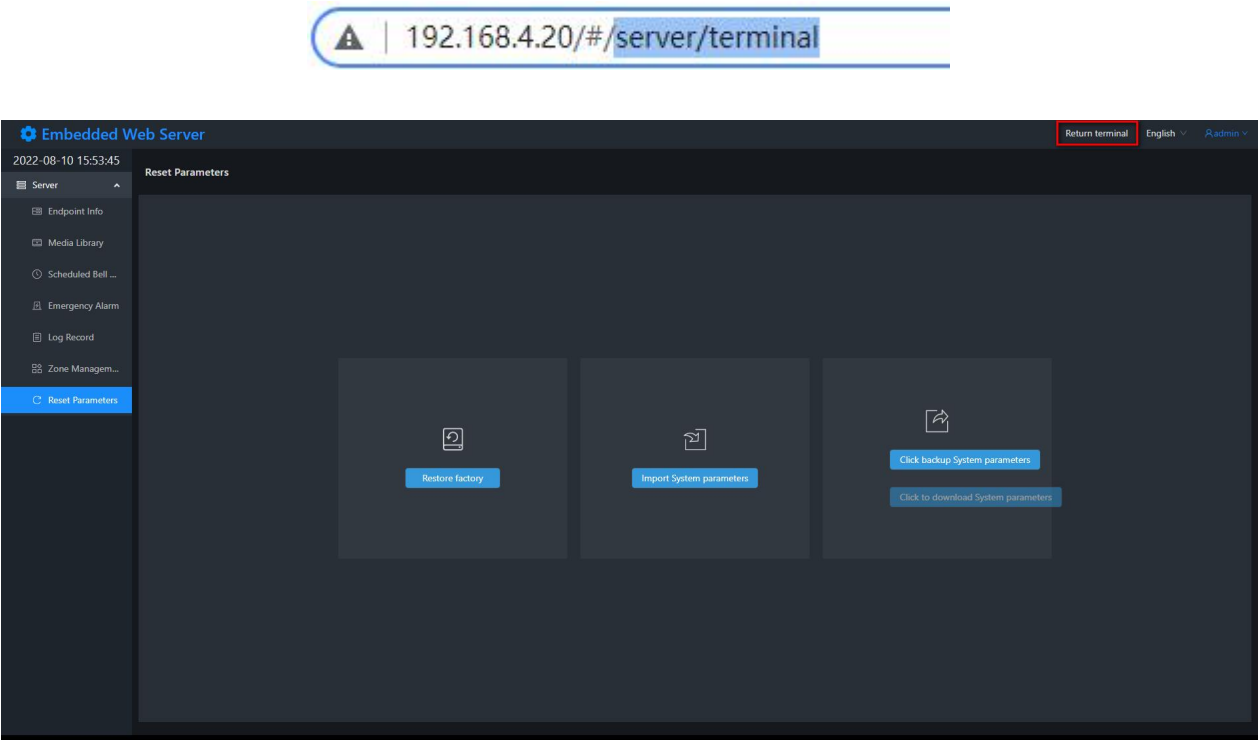 192.168.4.20/#/server/terminal
Embedded Web Server
Return terminal
English
admin
2022-08-10 15:53:45
Reset Parameters
Server
Endpoint Info
Media Library
Scheduled Bell ...
Emergency Alarm
Log Record
Zone Managem...
Reset Parameters
Restore factory
Import System parameters
Click backup System parameters
Click to download System parameters